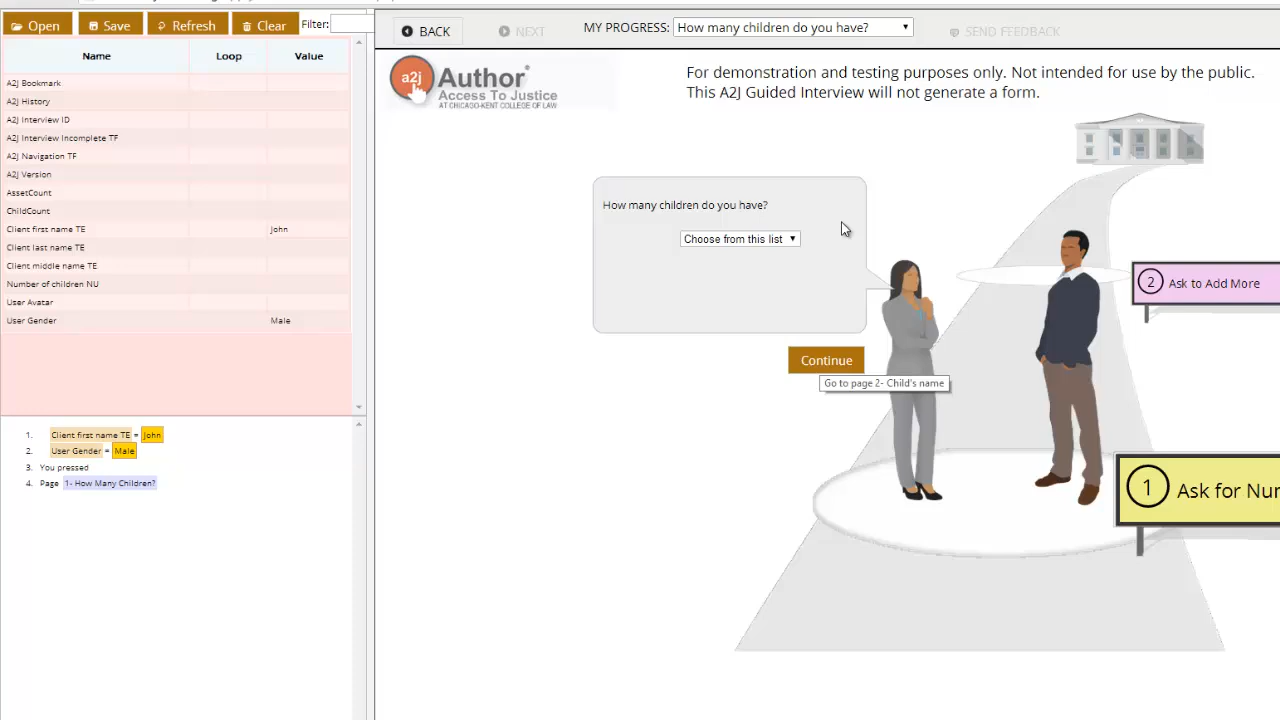 Open
Save
Refresh
Clear
Filter:
Name Loop Value
A2J Bookmark
A2J History
A2J Interview ID
A2J Interview Incomplete TF
A2J Navigation TF
A2J Version
AssetCount
ChildCount
Client first name TE John
Client last name TE
Client middle name TE
Number of children NU
User Avatar
User Gender Male
1. Client first name TE = John
2. User Gender = Male
3. You pressed
4. Page 1- How Many Children?
BACK
NEXT
MY PROGRESS: How many children do you have?
SEND FEEDBACK
a2j Author®
Access To Justice
AT CHICAGO-KENT COLLEGE OF LAW
For demonstration and testing purposes only. Not intended for use by the public.
This A2J Guided Interview will not generate a form.
How many children do you have?
Choose from this list
Continue
Go to page 2- Child's name
2 Ask to Add More
1 Ask for Nu